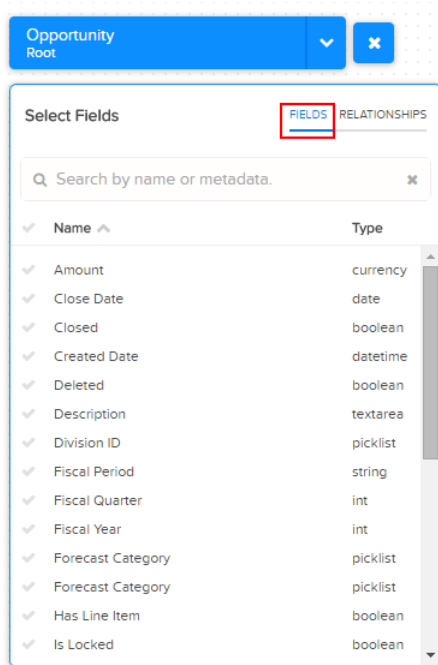 Opportunity
Root
Select Fields FIELDS RELATIONSHIPS
Search by name or metadata.
Name Type
Amount currency
Close Date date
Closed boolean
Created Date datetime
Deleted boolean
Description textarea
Division ID picklist
Fiscal Period string
Fiscal Quarter int
Fiscal Year int
Forecast Category picklist
Forecast Category picklist
Has Line Item boolean
Is Locked boolean